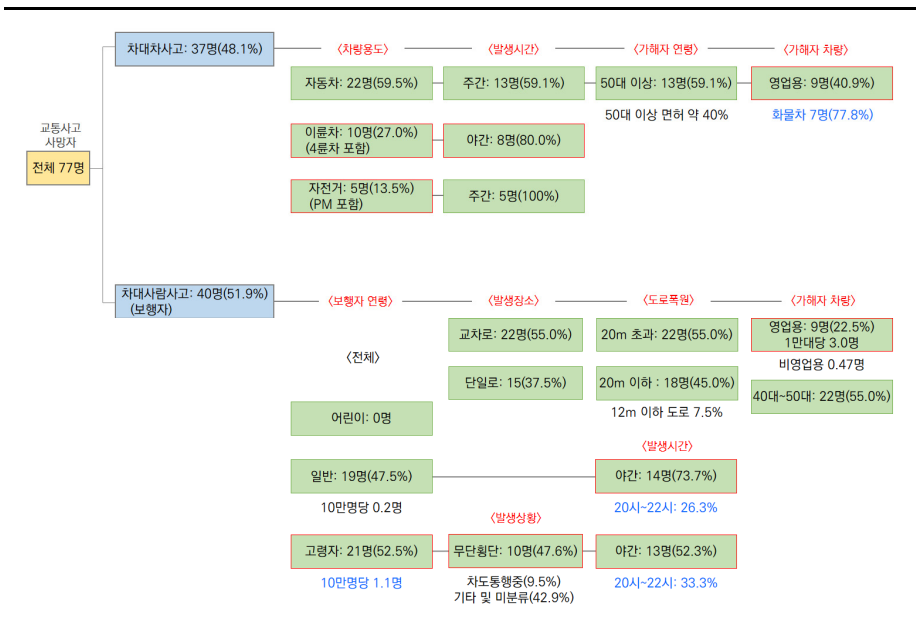 차대차사고: 37명(48.1%)
〈차량용도〉
〈발생시간〉
〈가해자 연령〉
〈가해자 차량〉
자동차: 22명(59.5%)
주간: 13명(59.1%)
50대 이상: 13명(59.1%)
영업용: 9명(40.9%)
50대 이상 면허 약 40%
화물차 7명(77.8%)
교통사고
사망자
전체 77명
이륜차: 10명(27.0%)
(4륜차 포함)
야간: 8명(80.0%)
자전거: 5명(13.5%)
(PM 포함)
주간: 5명(100%)
차대사람사고: 40명(51.9%)
(보행자)
〈보행자 연령〉
〈발생장소〉
〈도로폭원〉
〈가해자 차량〉
〈전체〉
교차로: 22명(55.0%)
20m 초과: 22명(55.0%)
영업용: 9명(22.5%)
1만대당 3.0명
비영업용 0.47명
단일로: 15(37.5%)
20m 이하 : 18명(45.0%)
40대~50대: 22명(55.0%)
12m 이하 도로 7.5%
어린이: 0명
〈발생시간〉
일반: 19명(47.5%)
야간: 14명(73.7%)
10만명당 0.2명
20시~22시: 26.3%
〈발생상황〉
고령자: 21명(52.5%)
무단횡단: 10명(47.6%)
야간: 13명(52.3%)
10만명당 1.1명
차도통행중(9.5%)
기타 및 미분류(42.9%)
20시~22시: 33.3%